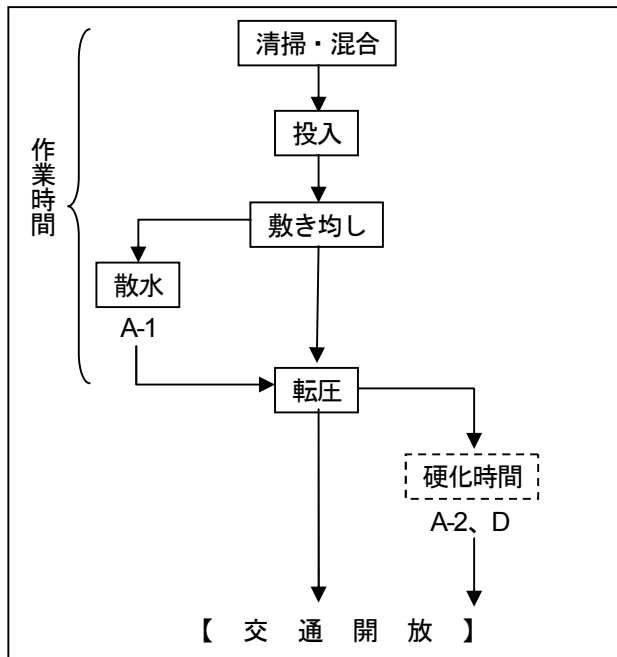 清掃・混合
投入
作業時間
敷き均し
散水
A-1
転圧
硬化時間
A-2、D
【 交 通 開 放 】